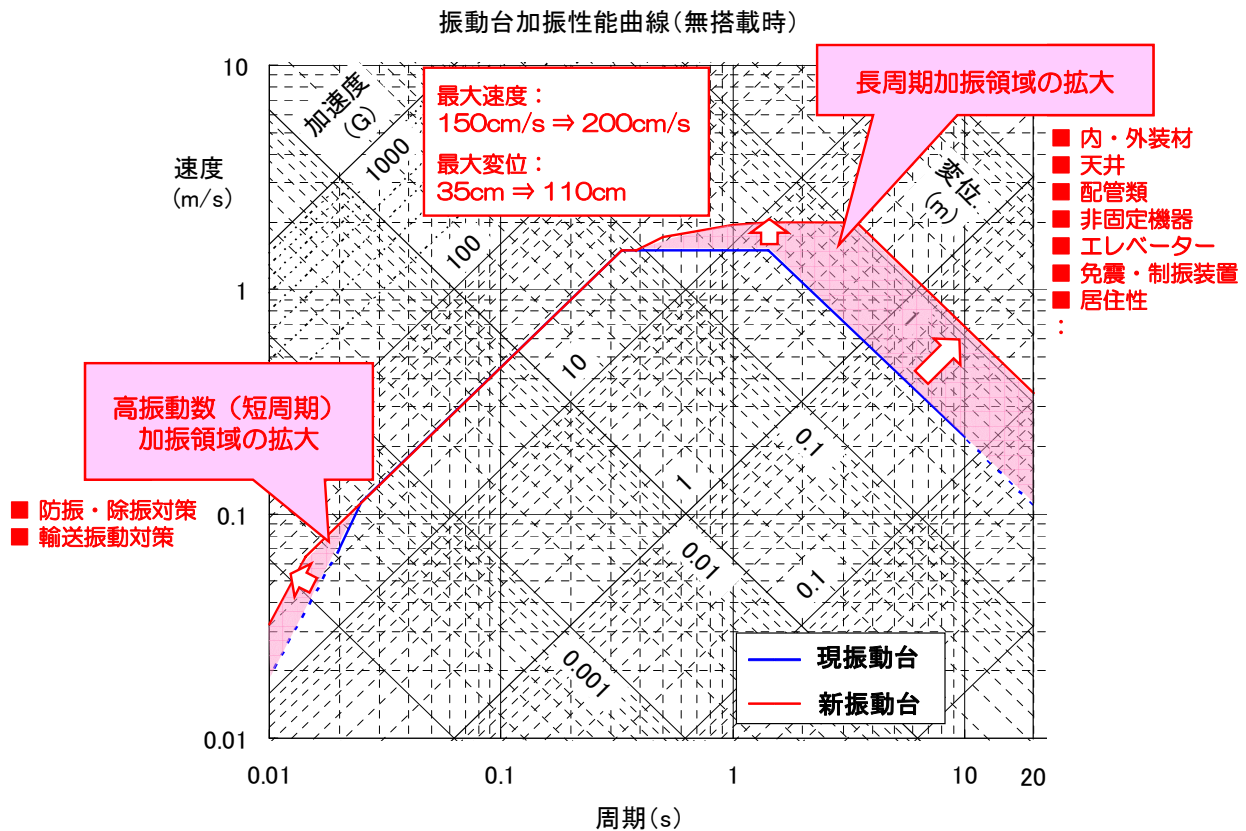 振動台加振性能曲線(無搭載時)
10
1
0.1
0.01
速度
(m/s)
加速度
(G)
1000
100
10
1
0.1
最大速度：
150cm/s ⇒ 200cm/s
最大変位：
35cm ⇒ 110cm
長周期加振領域の拡大
変位
(m)
1
0.1
0.01
0.001
■ 内・外装材
■ 天井
■ 配管類
■ 非固定機器
■ エレベーター
■ 免震・制振装置
■ 居住性
：
高振動数（短周期）
加振領域の拡大
■ 防振・除振対策
■ 輸送振動対策
現振動台
新振動台
0.01
0.1
1
10
20
周期(s)